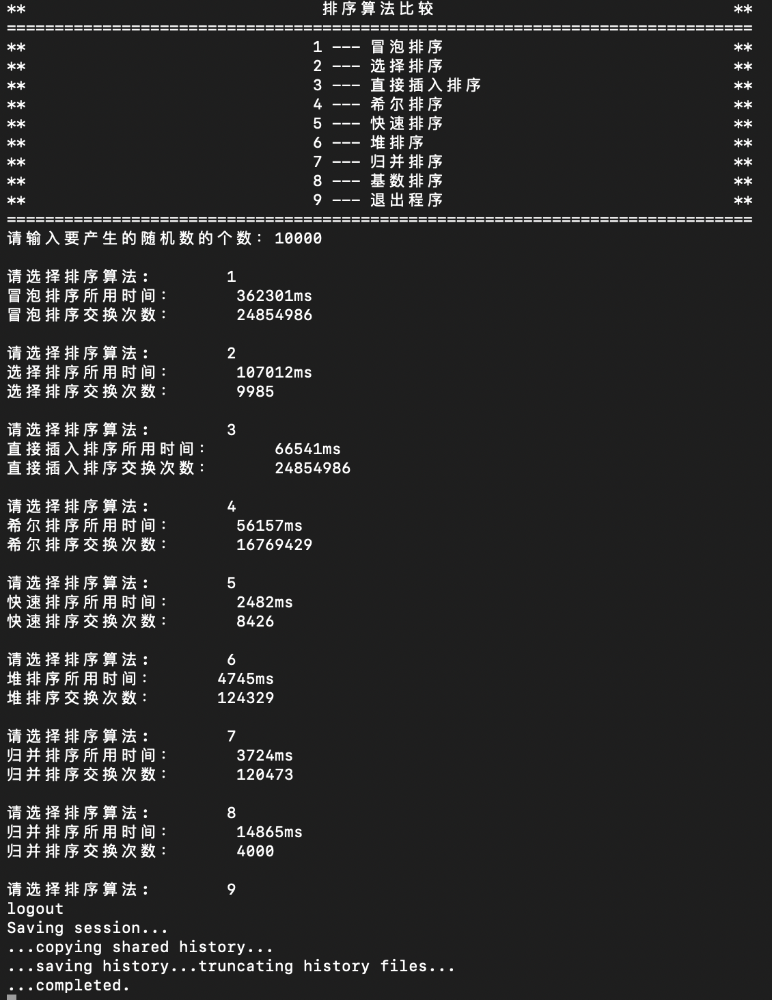 ** 排序算法比较 **
==============================================================================
** 1 --- 冒泡排序 **
** 2 --- 选择排序 **
** 3 --- 直接插入排序 **
** 4 --- 希尔排序 **
** 5 --- 快速排序 **
** 6 --- 堆排序 **
** 7 --- 归并排序 **
** 8 --- 基数排序 **
** 9 --- 退出程序 **
==============================================================================
请输入要产生的随机数的个数：10000
请选择排序算法： 1
冒泡排序所用时间： 362301ms
冒泡排序交换次数： 24854986
请选择排序算法： 2
选择排序所用时间： 107012ms
选择排序交换次数： 9985
请选择排序算法： 3
直接插入排序所用时间： 66541ms
直接插入排序交换次数： 24854986
请选择排序算法： 4
希尔排序所用时间： 56157ms
希尔排序交换次数： 16769429
请选择排序算法： 5
快速排序所用时间： 2482ms
快速排序交换次数： 8426
请选择排序算法： 6
堆排序所用时间： 4745ms
堆排序交换次数： 124329
请选择排序算法： 7
归并排序所用时间： 3724ms
归并排序交换次数： 120473
请选择排序算法： 8
归并排序所用时间： 14865ms
归并排序交换次数： 4000
请选择排序算法： 9
logout
Saving session...
...copying shared history...
...saving history...truncating history files...
...completed.